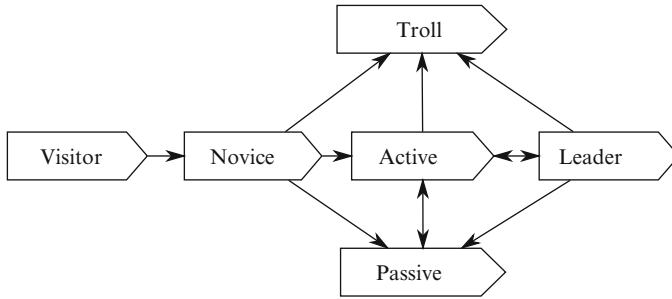 Troll
Visitor
Novice
Active
Leader
Passive